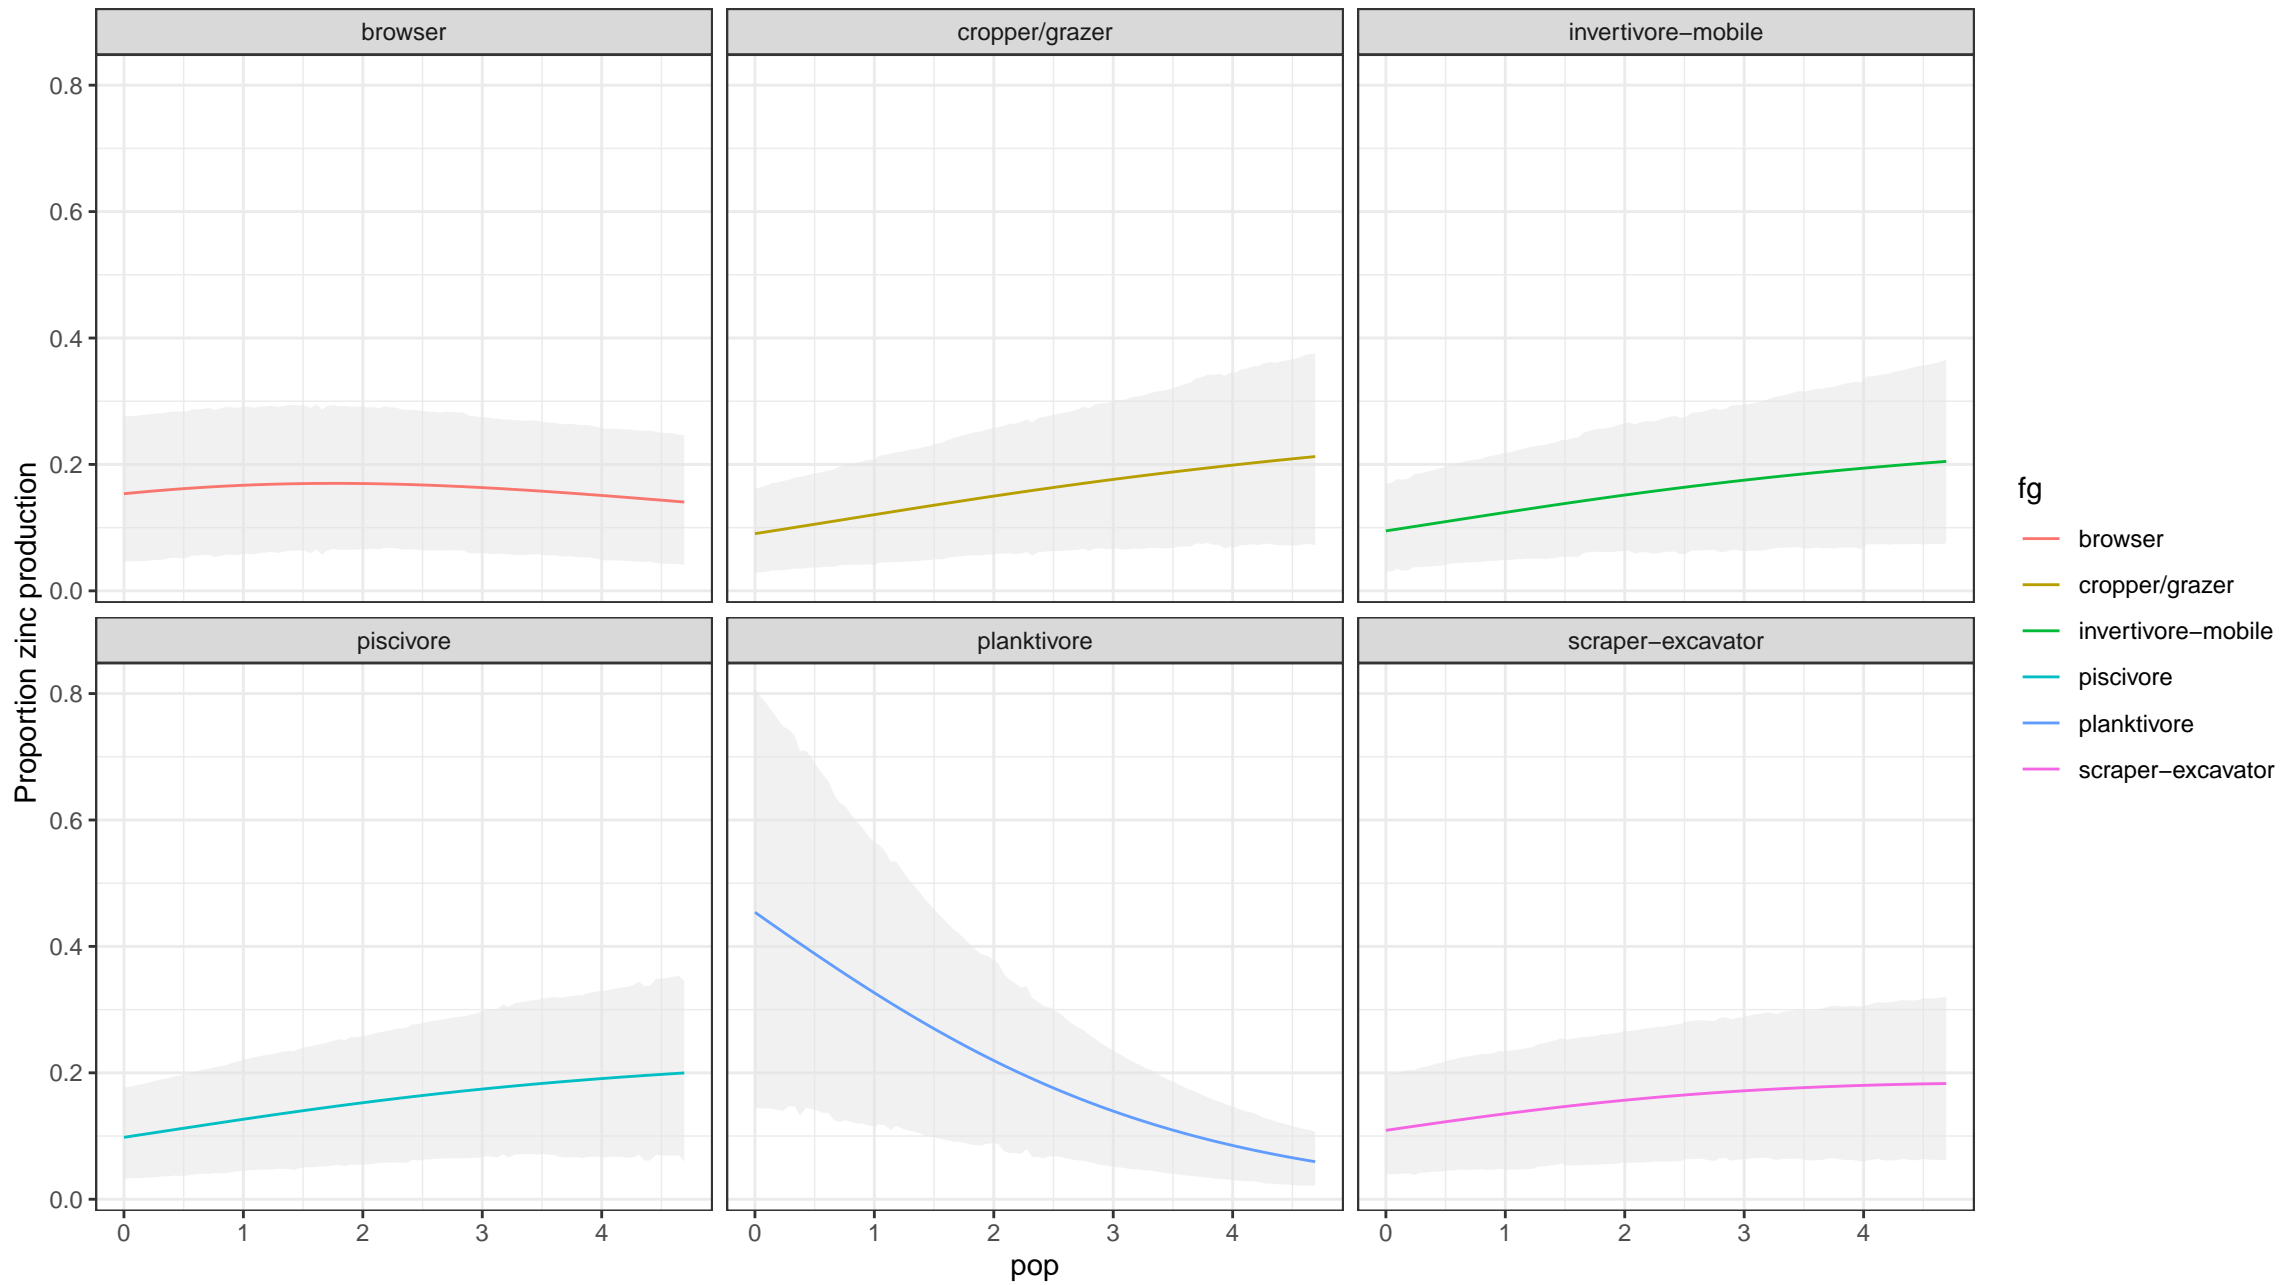 browser
cropper/grazer
invertivore−mobile
0.8
0.6
0.4
0.2
0.0
piscivore
planktivore
scraper−excavator
0.8
0.6
0.4
0.2
0.0
0 1 2 3 4
0 1 2 3 4
0 1 2 3 4
pop
Proportion zinc production
fg
browser
cropper/grazer
invertivore−mobile
piscivore
planktivore
scraper−excavator